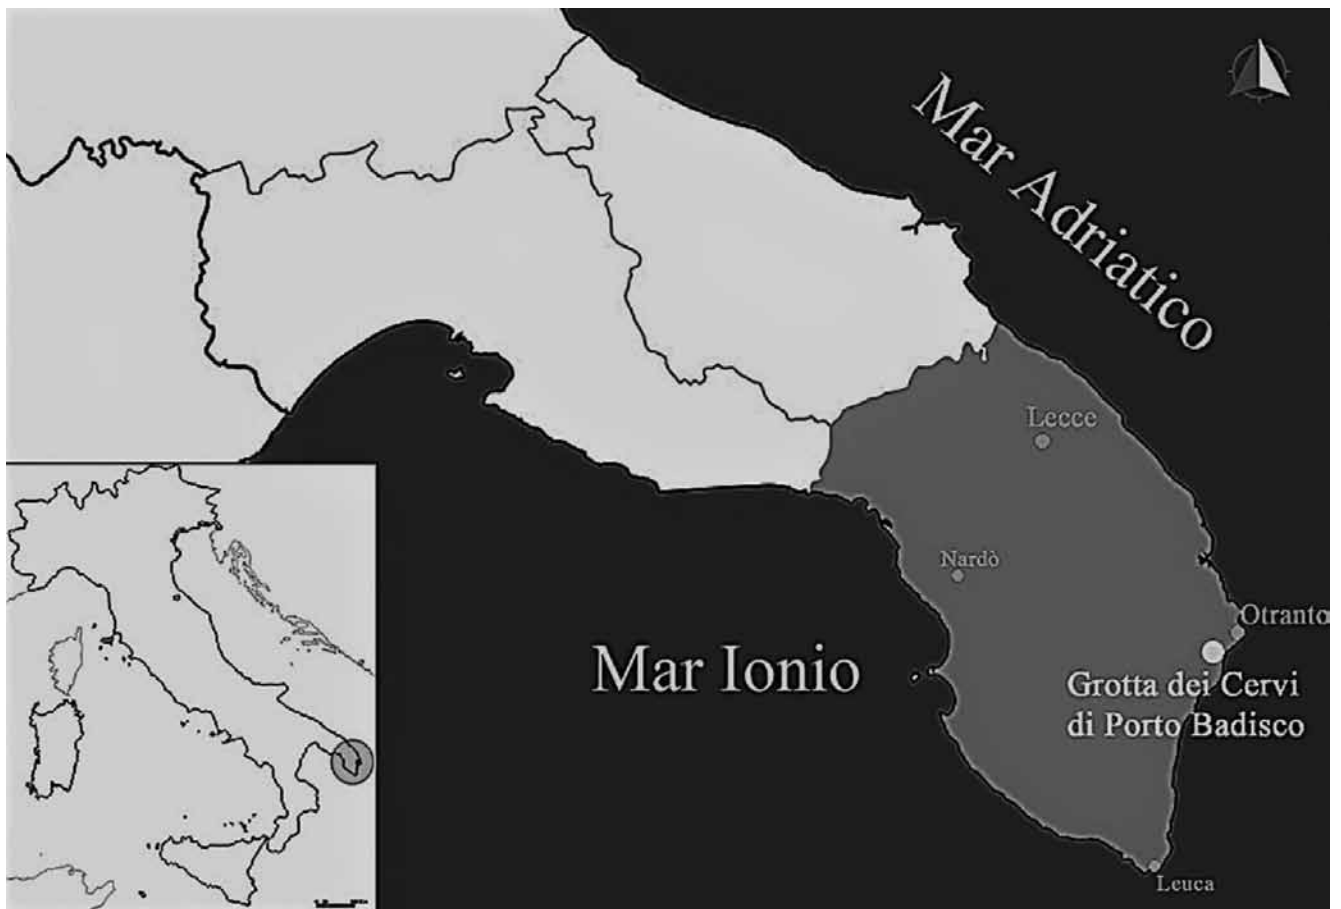 Mar Adriatico
Lecce
Nardò
Otranto
Mar Ionio
Grotta dei Cervi
di Porto Badisco
Leuca